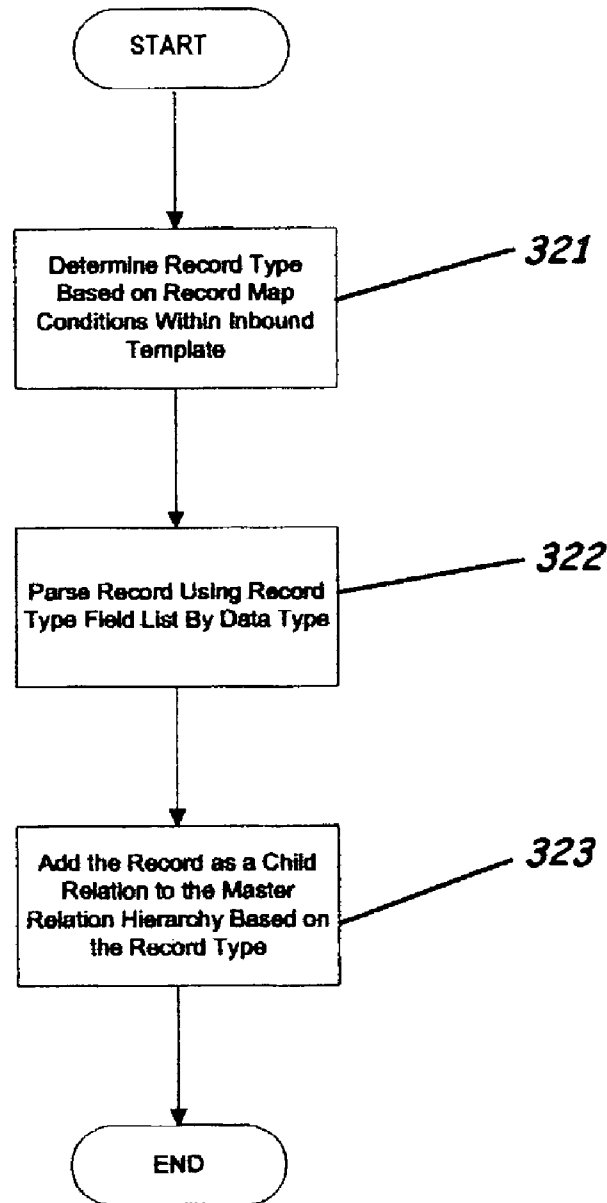 START
Determine Record Type
Based on Record Map
Conditions Within Inbound
Template
321
Parse Record Using Record
Type Field List By Data Type
322
Add the Record as a Child
Relation to the Master
Relation Hierarchy Based on
the Record Type
323
END